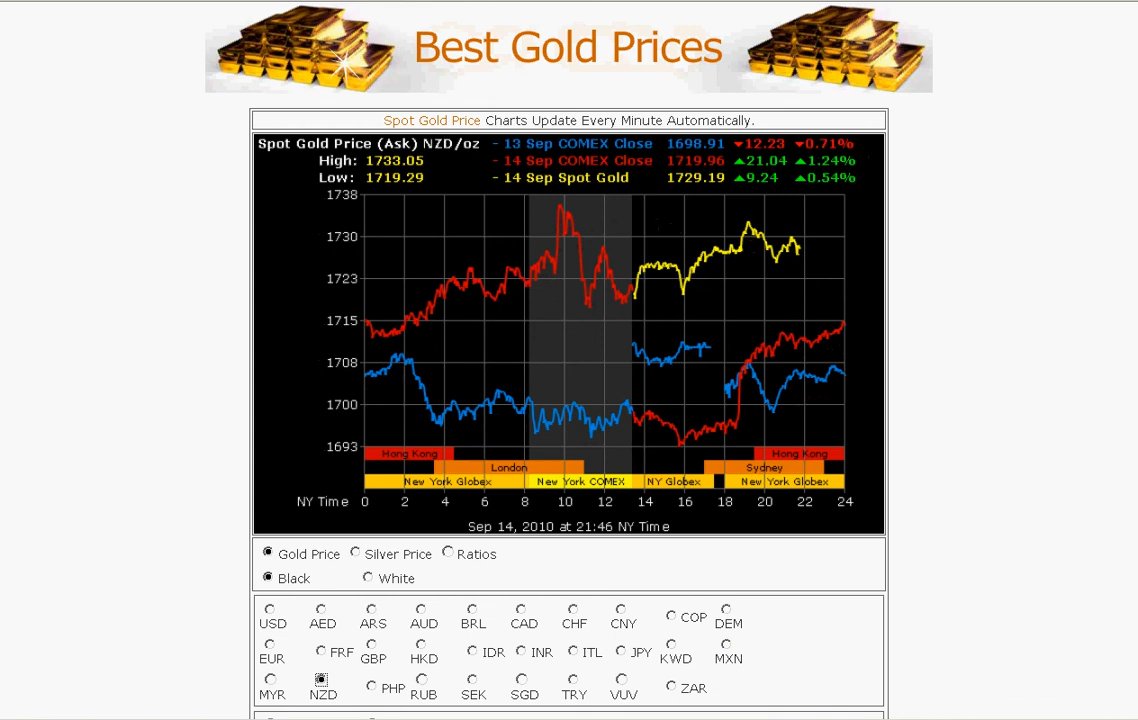 Best Gold Prices
Spot Gold Price Charts Update Every Minute Automatically.
Spot Gold Price (Ask) NZD/oz - 13 Sep COMEX Close 1698.91 ▼12.23 ▼0.71%
High: 1733.05 - 14 Sep COMEX Close 1719.96 ▲21.04 ▲1.24%
Low: 1719.29 - 14 Sep Spot Gold 1729.19 ▲9.24 ▲0.54%
1738
1730
1723
1715
1708
1700
1693
Hong Kong Hong Kong
London Sydney
New York Globex New York COMEX NY Globex New York Globex
NY Time 0 2 4 6 8 10 12 14 16 18 20 22 24
Sep 14, 2010 at 21:46 NY Time
Gold Price Silver Price Ratios
Black White
USD AED ARS AUD BRL CAD CHF CNY COP DEM
EUR FRF GBP HKD IDR INR ITL JPY KWD MXN
MYR NZD PHP RUB SEK SGD TRY VUV ZAR